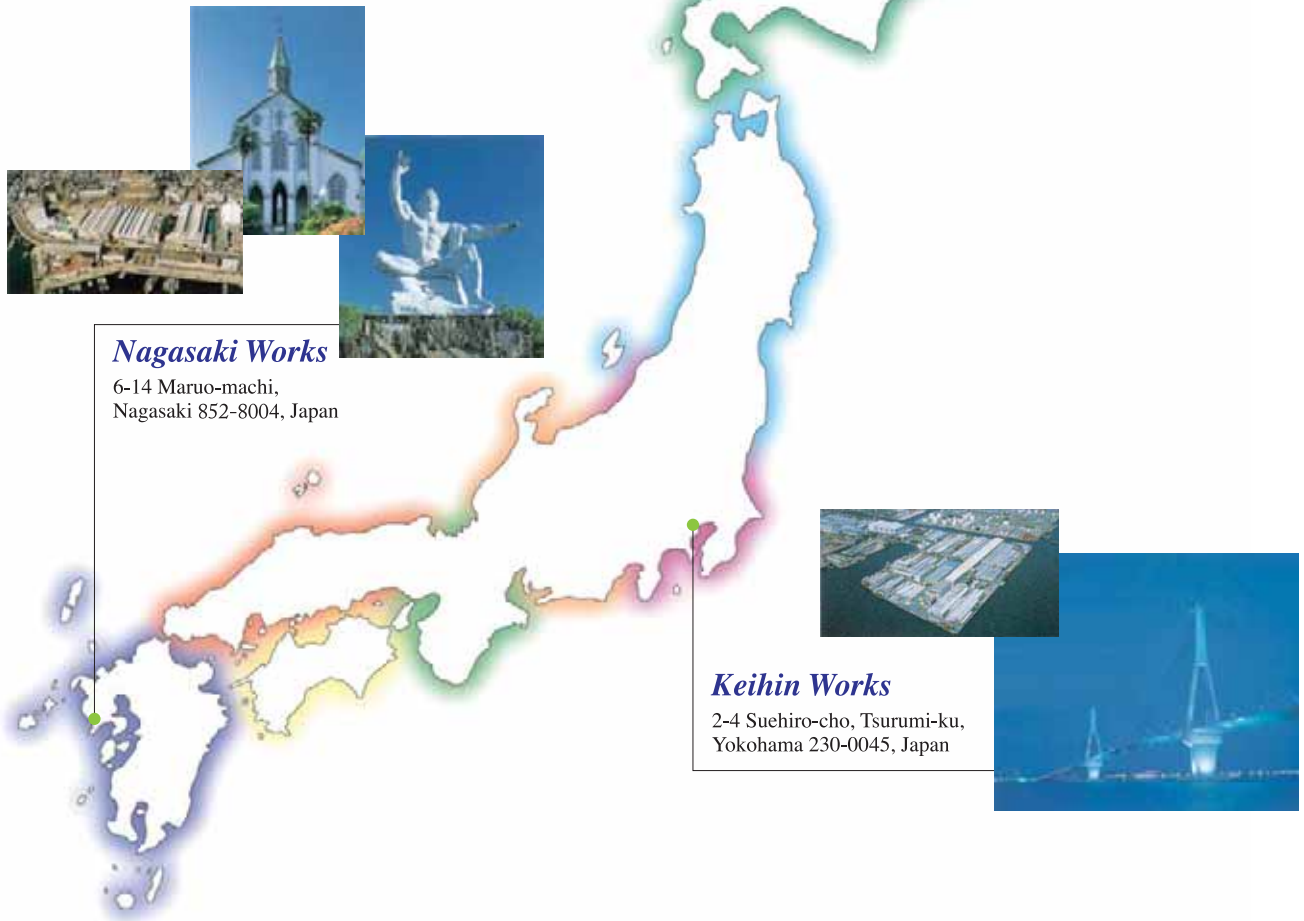 Nagasaki Works
6-14 Maruo-machi,
Nagasaki 852-8004, Japan
Keihin Works
2-4 Suehiro-cho, Tsurumi-ku,
Yokohama 230-0045, Japan